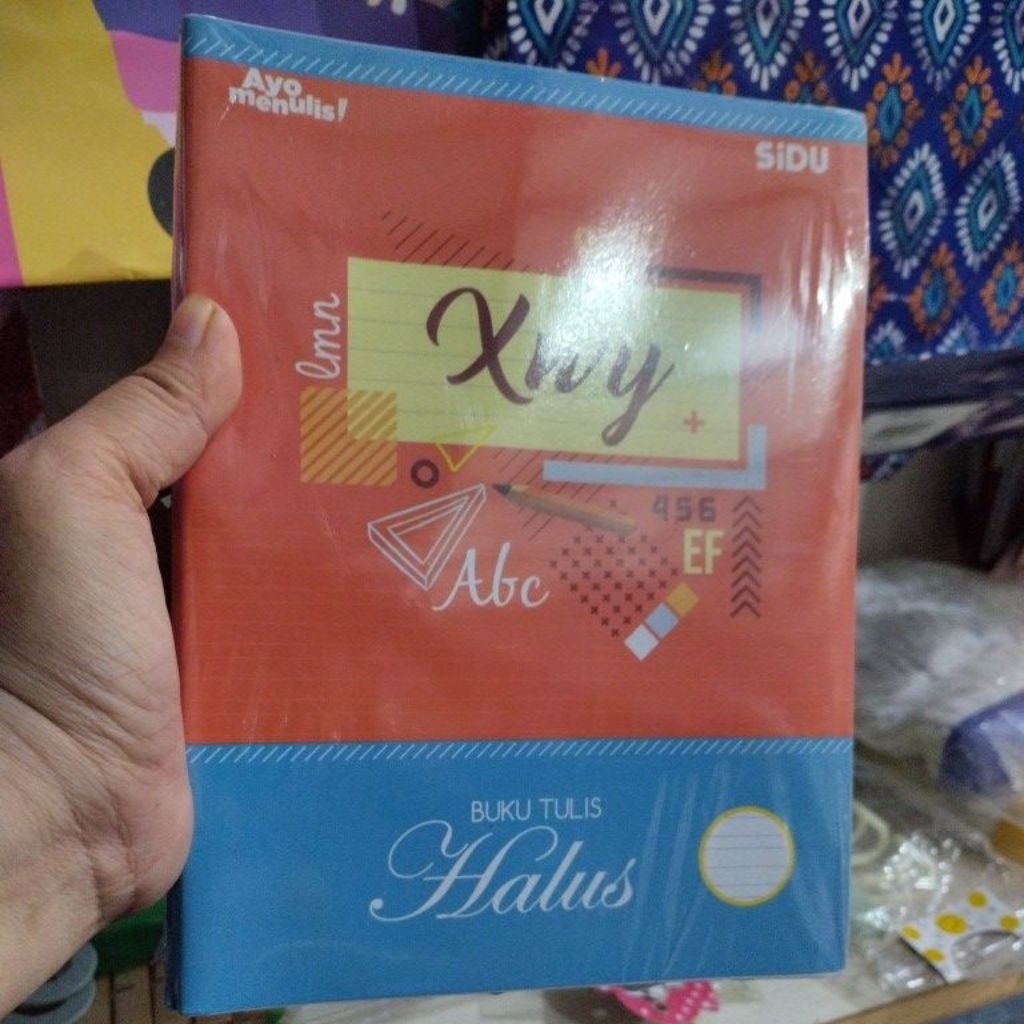 Ayo
menulis!
SiDU
lmn
Xwy
+
456
EF
Abc
BUKU TULIS
Halus